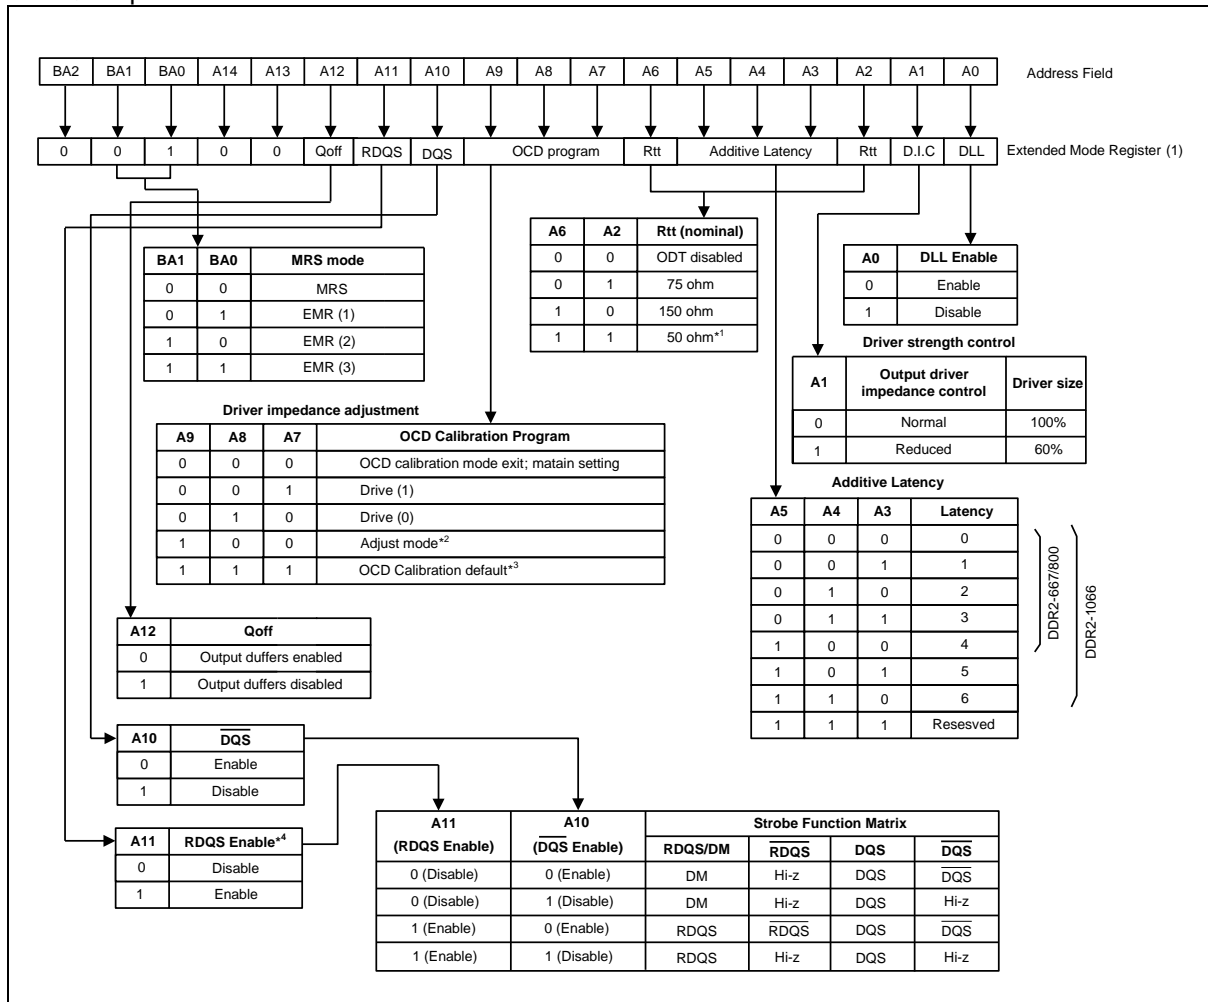 BA2 BA1 BA0 A14 A13 A12 A11 A10 A9 A8 A7 A6 A5 A4 A3 A2 A1 A0 Address Field
0 0 1 0 0 Qoff RDQS DQS OCD program Rtt Additive Latency Rtt D.I.C DLL Extended Mode Register (1)
BA1 BA0 MRS mode
0 0 MRS
0 1 EMR (1)
1 0 EMR (2)
1 1 EMR (3)
A6 A2 Rtt (nominal)
0 0 ODT disabled
0 1 75 ohm
1 0 150 ohm
1 1 50 ohm*1
A0 DLL Enable
0 Enable
1 Disable
Driver strength control
A1 Output driver impedance control Driver size
0 Normal 100%
1 Reduced 60%
Driver impedance adjustment
A9 A8 A7 OCD Calibration Program
0 0 0 OCD calibration mode exit; matain setting
0 0 1 Drive (1)
0 1 0 Drive (0)
1 0 0 Adjust mode*2
1 1 1 OCD Calibration default*3
Additive Latency
A5 A4 A3 Latency
0 0 0 0
0 0 1 1
0 1 0 2
0 1 1 3
1 0 0 4
1 0 1 5
1 1 0 6
1 1 1 Resesved
DDR2-667/800
DDR2-1066
A12 Qoff
0 Output duffers enabled
1 Output duffers disabled
A10 D̅Q̅S̅
0 Enable
1 Disable
A11 RDQS Enable*4
0 Disable
1 Enable
A11 (RDQS Enable) A10 (D̅Q̅S̅ Enable) Strobe Function Matrix
RDQS/DM R̅D̅Q̅S̅ DQS D̅Q̅S̅
0 (Disable) 0 (Enable) DM Hi-z DQS D̅Q̅S̅
0 (Disable) 1 (Disable) DM Hi-z DQS Hi-z
1 (Enable) 0 (Enable) RDQS R̅D̅Q̅S̅ DQS D̅Q̅S̅
1 (Enable) 1 (Disable) RDQS Hi-z DQS Hi-z